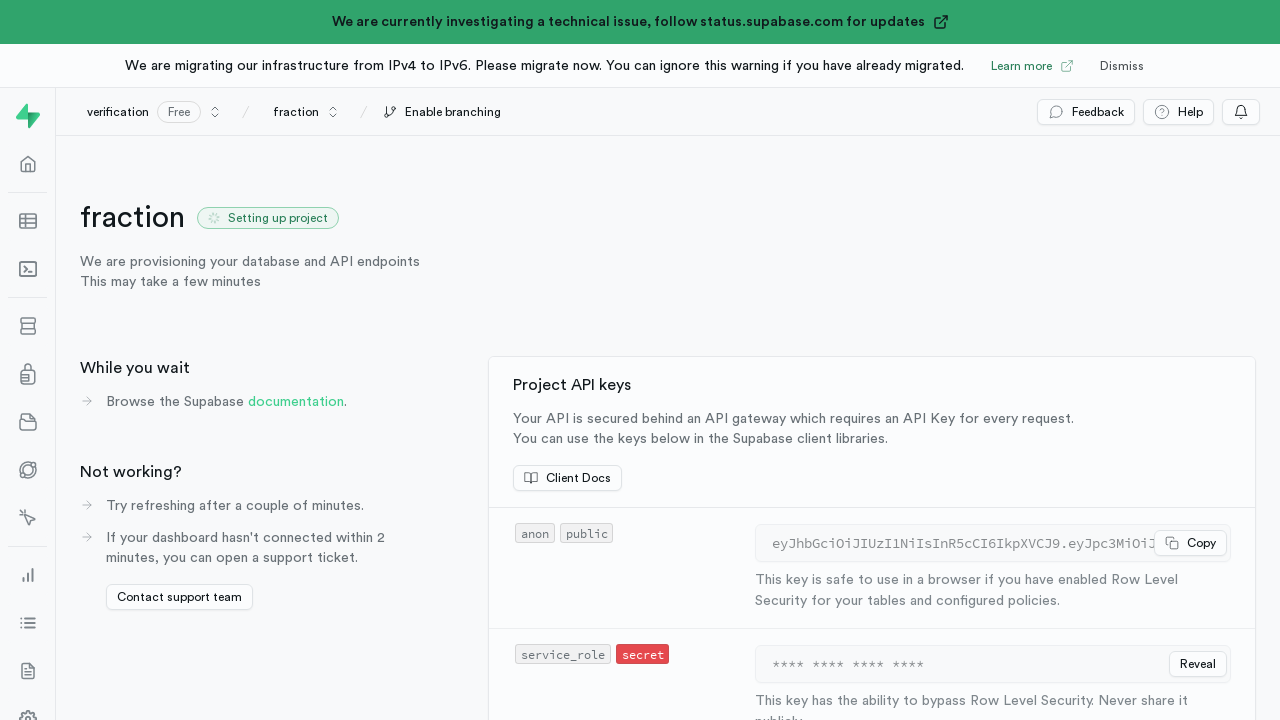 We are currently investigating a technical issue, follow status.supabase.com for updates
We are migrating our infrastructure from IPv4 to IPv6. Please migrate now. You can ignore this warning if you have already migrated. Learn more Dismiss
verification Free / fraction / Enable branching Feedback Help
fraction Setting up project
We are provisioning your database and API endpoints
This may take a few minutes
While you wait
Browse the Supabase documentation.
Not working?
Try refreshing after a couple of minutes.
If your dashboard hasn't connected within 2
minutes, you can open a support ticket.
Contact support team
Project API keys
Your API is secured behind an API gateway which requires an API Key for every request.
You can use the keys below in the Supabase client libraries.
Client Docs
anon public eyJhbGciOiJIUzI1NiIsInR5cCI6IkpXVCJ9.eyJpc3MiOiJ Copy
This key is safe to use in a browser if you have enabled Row Level
Security for your tables and configured policies.
service_role secret **** **** **** **** Reveal
This key has the ability to bypass Row Level Security. Never share it
publicly.